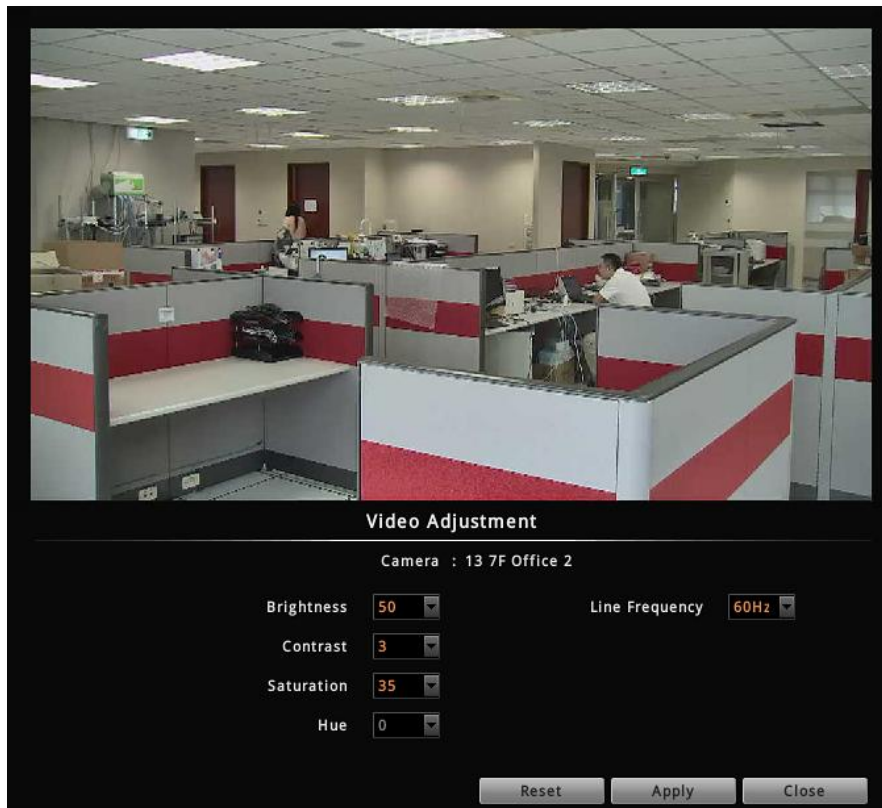 Video Adjustment
Camera : 13 7F Office 2
Brightness 50 Line Frequency 60Hz
Contrast 3
Saturation 35
Hue 0
Reset Apply Close